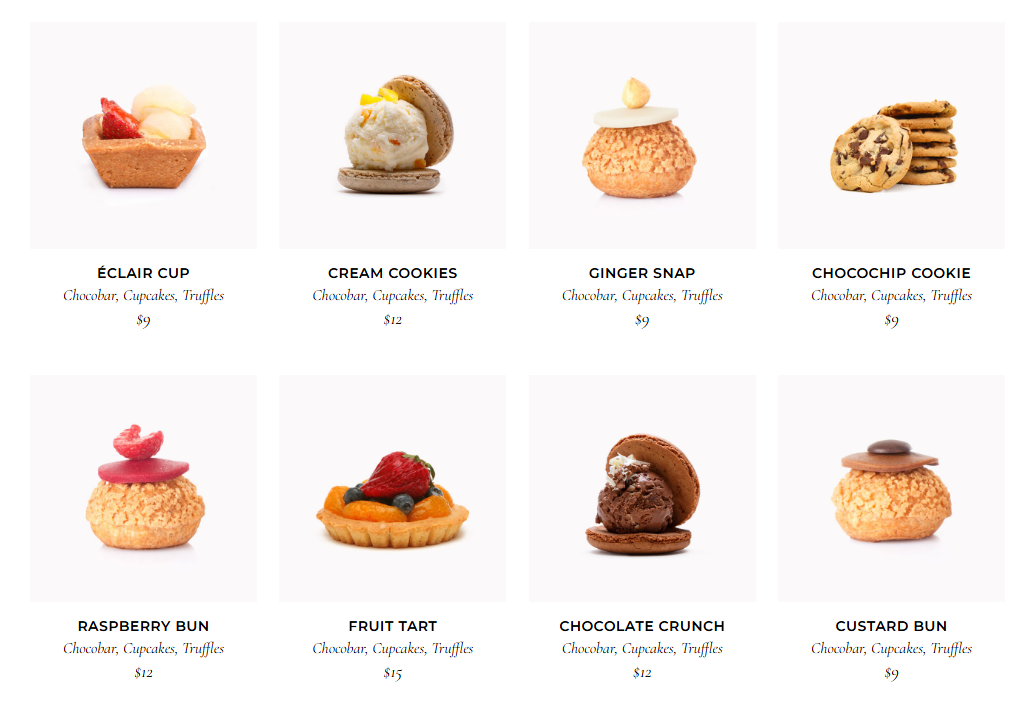 ÉCLAIR CUP
Chocobar, Cupcakes, Truffles
$9
CREAM COOKIES
Chocobar, Cupcakes, Truffles
$12
GINGER SNAP
Chocobar, Cupcakes, Truffles
$9
CHOCOCHIP COOKIE
Chocobar, Cupcakes, Truffles
$9
RASPBERRY BUN
Chocobar, Cupcakes, Truffles
$12
FRUIT TART
Chocobar, Cupcakes, Truffles
$15
CHOCOLATE CRUNCH
Chocobar, Cupcakes, Truffles
$12
CUSTARD BUN
Chocobar, Cupcakes, Truffles
$9